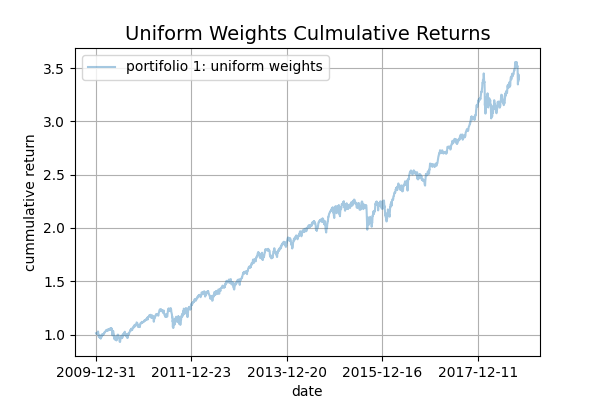 Uniform Weights Culmulative Returns
portifolio 1: uniform weights
3.5
3.0
2.5
2.0
1.5
1.0
cummulative return
2009-12-31 2011-12-23 2013-12-20 2015-12-16 2017-12-11
date